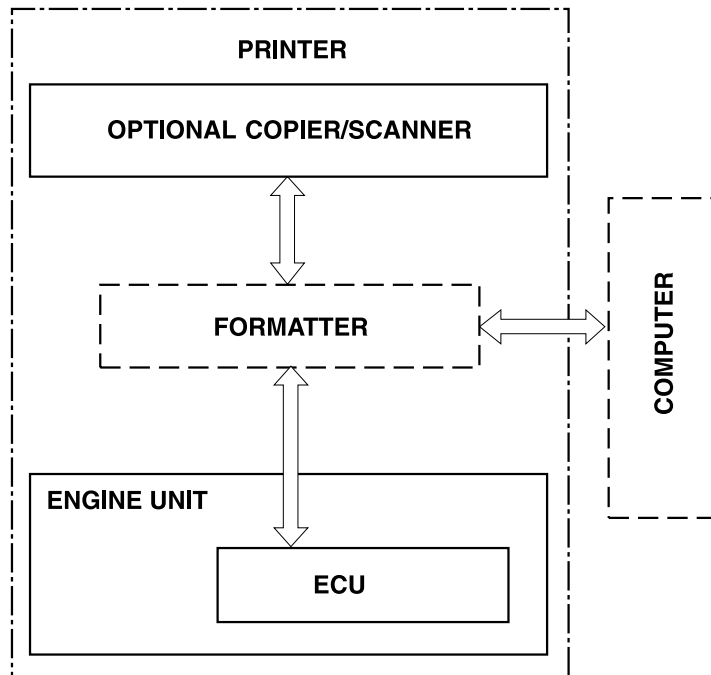 PRINTER
OPTIONAL COPIER/SCANNER
FORMATTER
COMPUTER
ENGINE UNIT
ECU